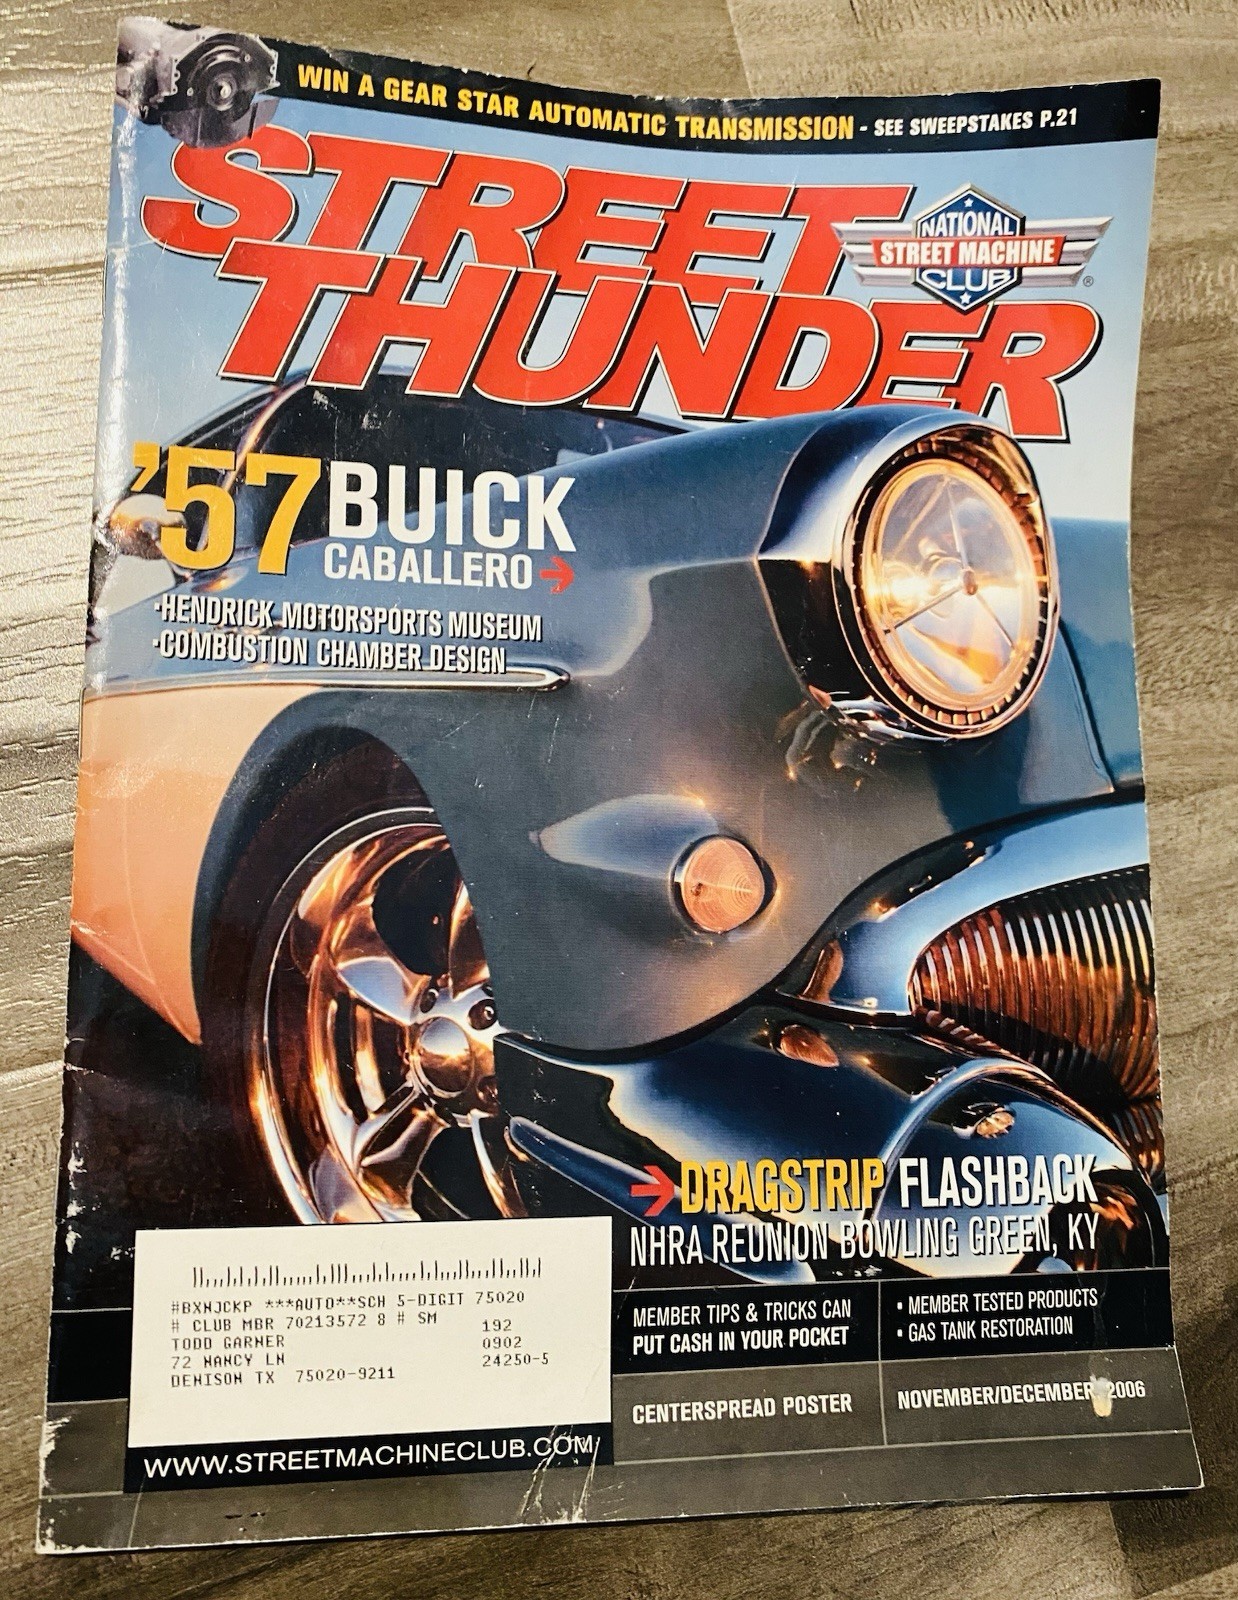 WIN A GEAR STAR AUTOMATIC TRANSMISSION - SEE SWEEPSTAKES P.21
STREET
THUNDER
NATIONAL
STREET MACHINE
CLUB
®
'57 BUICK
CABALLERO
·HENDRICK MOTORSPORTS MUSEUM
·COMBUSTION CHAMBER DESIGN
DRAGSTRIP FLASHBACK
NHRA REUNION BOWLING GREEN, KY
#BXNJCKP ***AUTO**SCH 5-DIGIT 75020
# CLUB MBR 70213572 8 # SM 192
TODD GARNER 0902
72 NANCY LN 24250-5
DENISON TX 75020-9211
WWW.STREETMACHINECLUB.COM
MEMBER TIPS & TRICKS CAN
PUT CASH IN YOUR POCKET
• MEMBER TESTED PRODUCTS
• GAS TANK RESTORATION
CENTERSPREAD POSTER
NOVEMBER/DECEMBER 2006